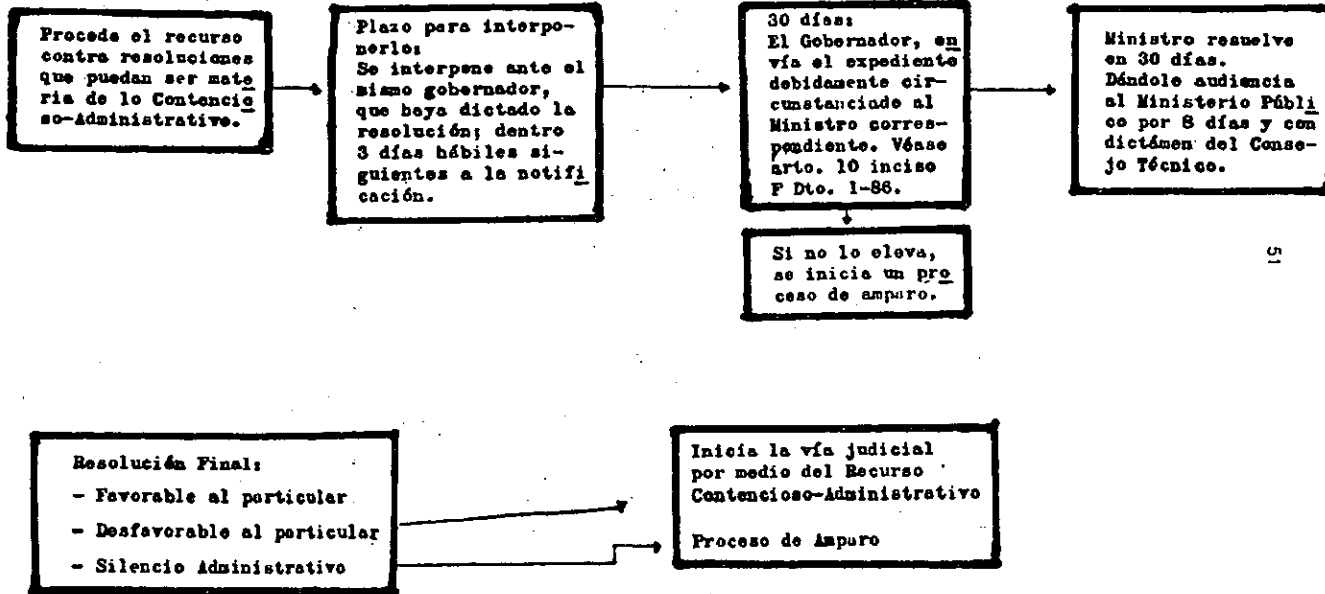 Procede el recurso
contra resoluciones
que puedan ser mate
ria de lo Contencio
so-Administrativo.
Plazo para interpo-
nerlo:
Se interpone ante el
mismo gobernador,
que haya dictado la
resolución; dentro
3 días hábiles si-
guientes a la notifi
cación.
30 días:
El Gobernador, en
vía el expediente
debidamente cir-
cunstanciado al
Ministro corres-
pondiente. Véase
arto. 10 inciso
F Dto. 1-86.
Si no lo eleva,
se inicia un pro
ceso de amparo.
Ministro resuelve
en 30 días.
Dándole audiencia
al Ministerio Públi
co por 8 días y con
dictámen del Conse-
jo Técnico.
51
Resolución Final:
- Favorable al particular
- Desfavorable al particular
- Silencio Administrativo
Inicia la vía judicial
por medio del Recurso
Contencioso-Administrativo
Proceso de Amparo